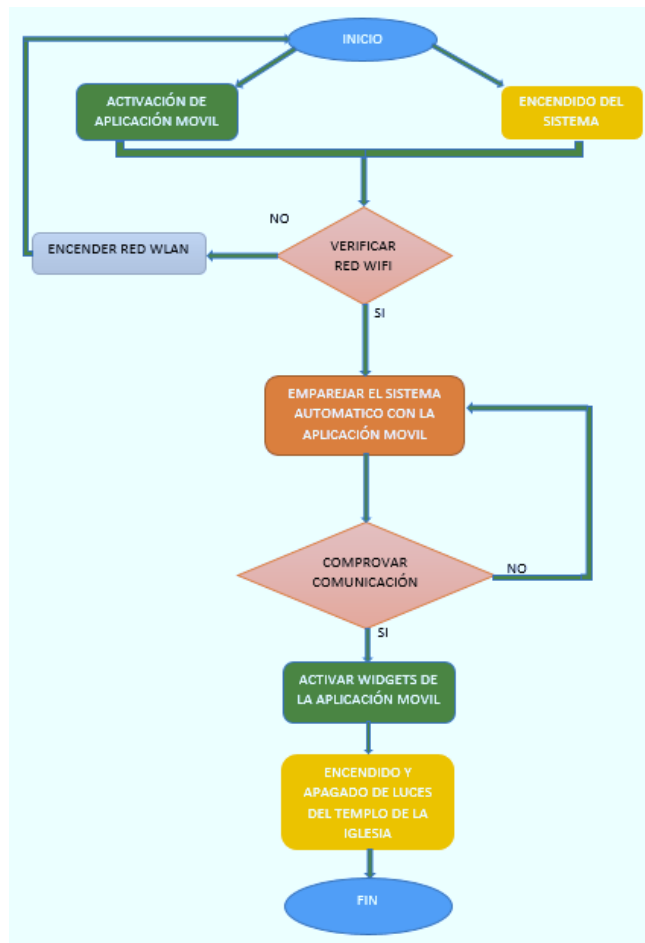 INICIO
ACTIVACIÓN DE
APLICACIÓN MOVIL
ENCENDIDO DEL
SISTEMA
NO
ENCENDER RED WLAN
VERIFICAR
RED WIFI
SI
EMPAREJAR EL SISTEMA
AUTOMATICO CON LA
APLICACIÓN MOVIL
COMPROVAR
COMUNICACIÓN
NO
SI
ACTIVAR WIDGETS DE
LA APLICACIÓN MOVIL
ENCENDIDO Y
APAGADO DE LUCES
DEL TEMPLO DE LA
IGLESIA
FIN